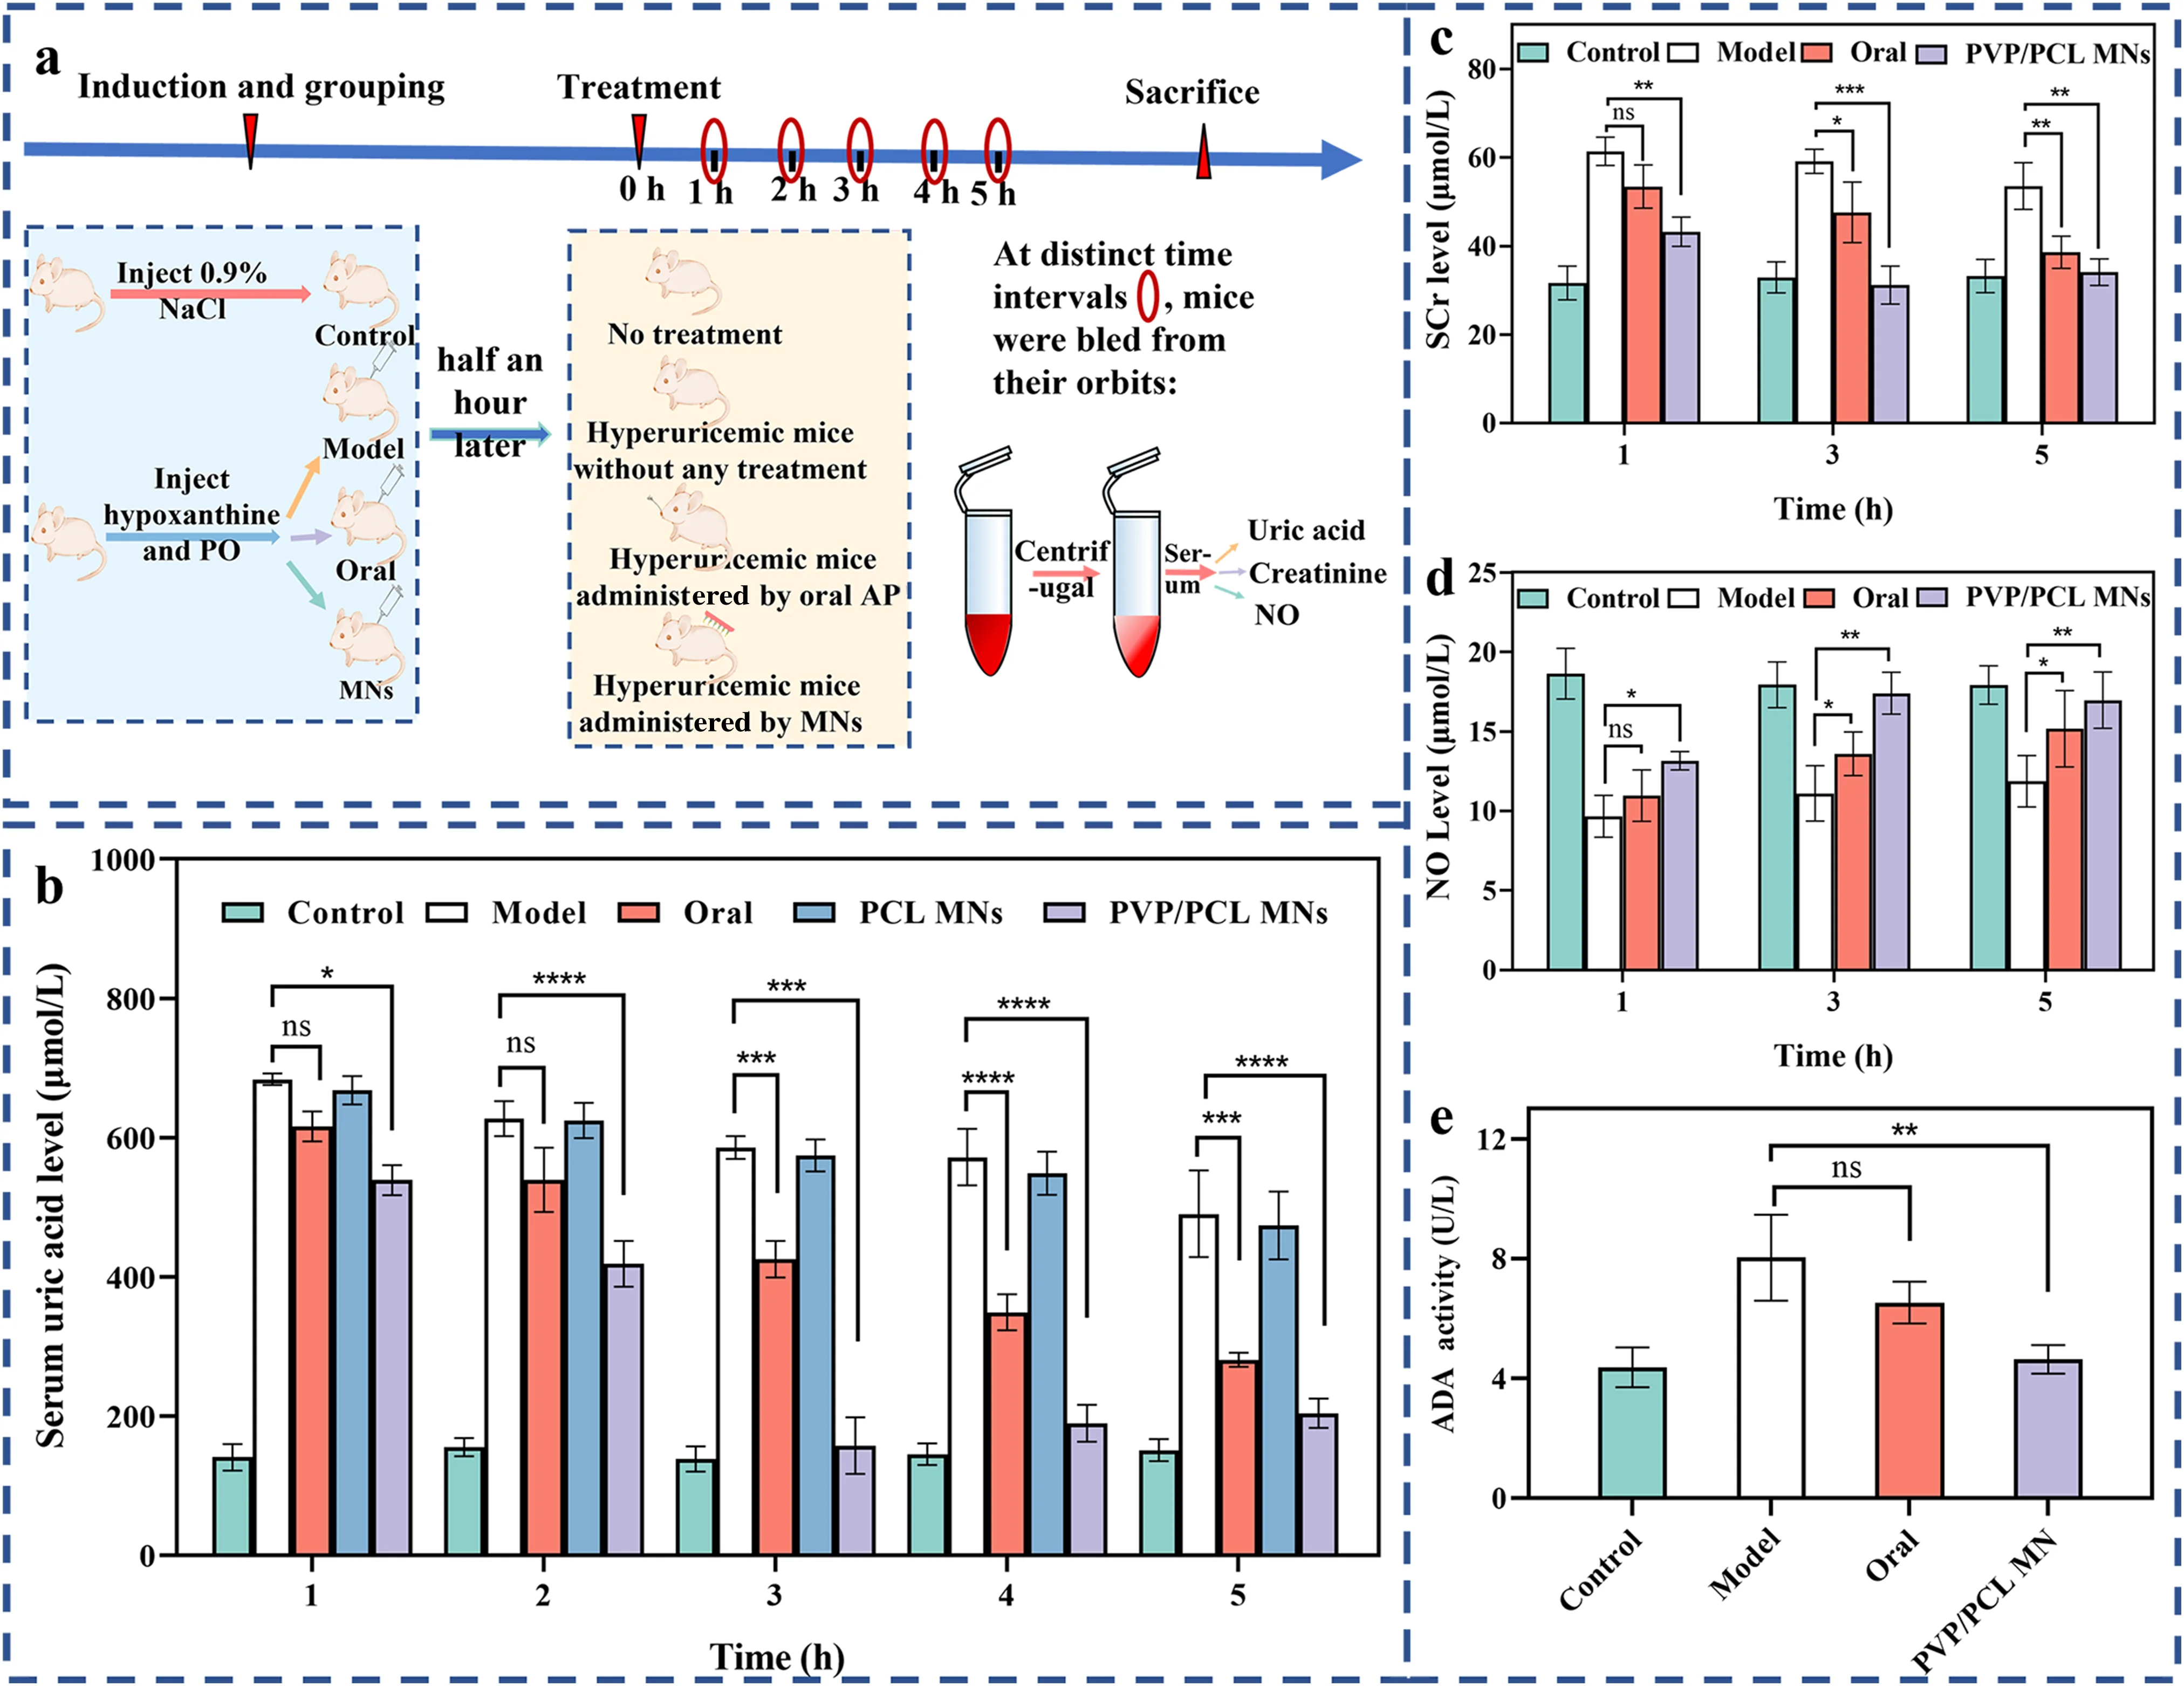 a
Induction and grouping
Treatment
Sacrifice
0 h
1 h
2 h
3 h
4 h
5 h
Inject 0.9%
NaCl
Control
Model
Inject
hypoxanthine
and PO
Oral
MNs
half an
hour
later
No treatment
Hyperuricemic mice
without any treatment
Hyperuricemic mice
administered by oral AP
Hyperuricemic mice
administered by MNs
At distinct time
intervals , mice
were bled from
their orbits:
Centrif
-ugal
Ser-
um
Uric acid
Creatinine
NO
b
Serum uric acid level (μmol/L)
1000
800
600
400
200
0
Control Model Oral PCL MNs PVP/PCL MNs
ns * ns **** *** *** **** **** *** ****
1 2 3 4 5
Time (h)
c
SCr level (μmol/L)
80
60
40
20
0
Control Model Oral PVP/PCL MNs
ns ** * *** ** **
1 3 5
Time (h)
d
NO Level (μmol/L)
25
20
15
10
5
0
Control Model Oral PVP/PCL MNs
ns * * ** * **
1 3 5
Time (h)
e
ADA activity (U/L)
12
8
4
0
**
ns
Control
Model
Oral
PVP/PCL MN